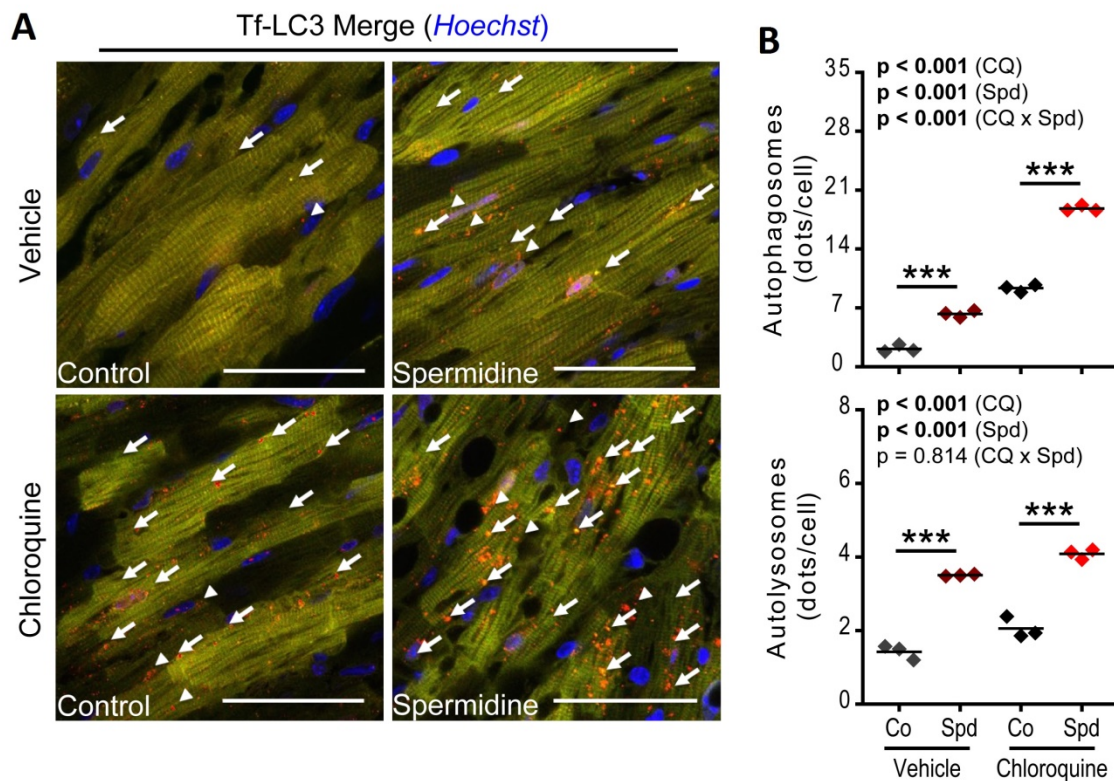 A
Tf-LC3 Merge (Hoechst)
Vehicle
Control
Spermidine
Chloroquine
Control
Spermidine
B
Autophagosomes
(dots/cell)
35
28
21
14
7
0
p < 0.001 (CQ)
p < 0.001 (Spd)
p < 0.001 (CQ x Spd)
***
***
Autolysosomes
(dots/cell)
8
6
4
2
0
p < 0.001 (CQ)
p < 0.001 (Spd)
p = 0.814 (CQ x Spd)
***
***
Co Spd Co Spd
Vehicle Chloroquine